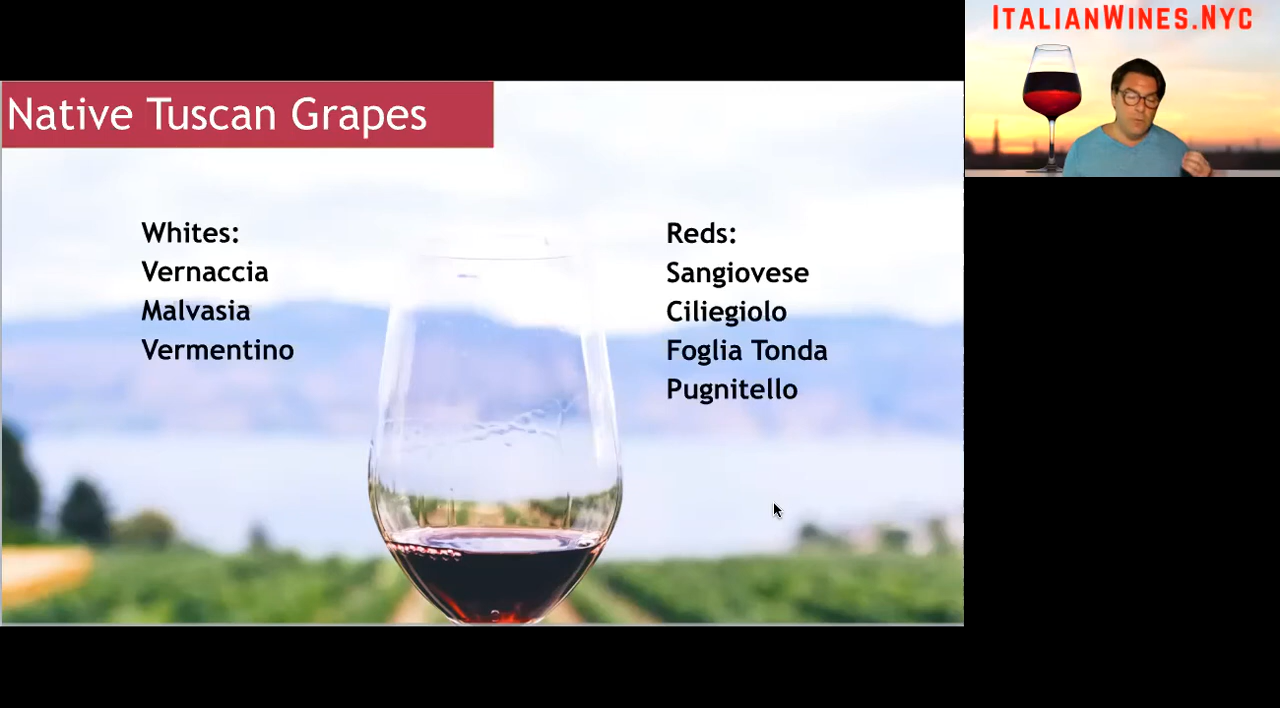 Native Tuscan Grapes
Whites:
Vernaccia
Malvasia
Vermentino
Reds:
Sangiovese
Ciliegiolo
Foglia Tonda
Pugnitello
ItalianWines.Nyc